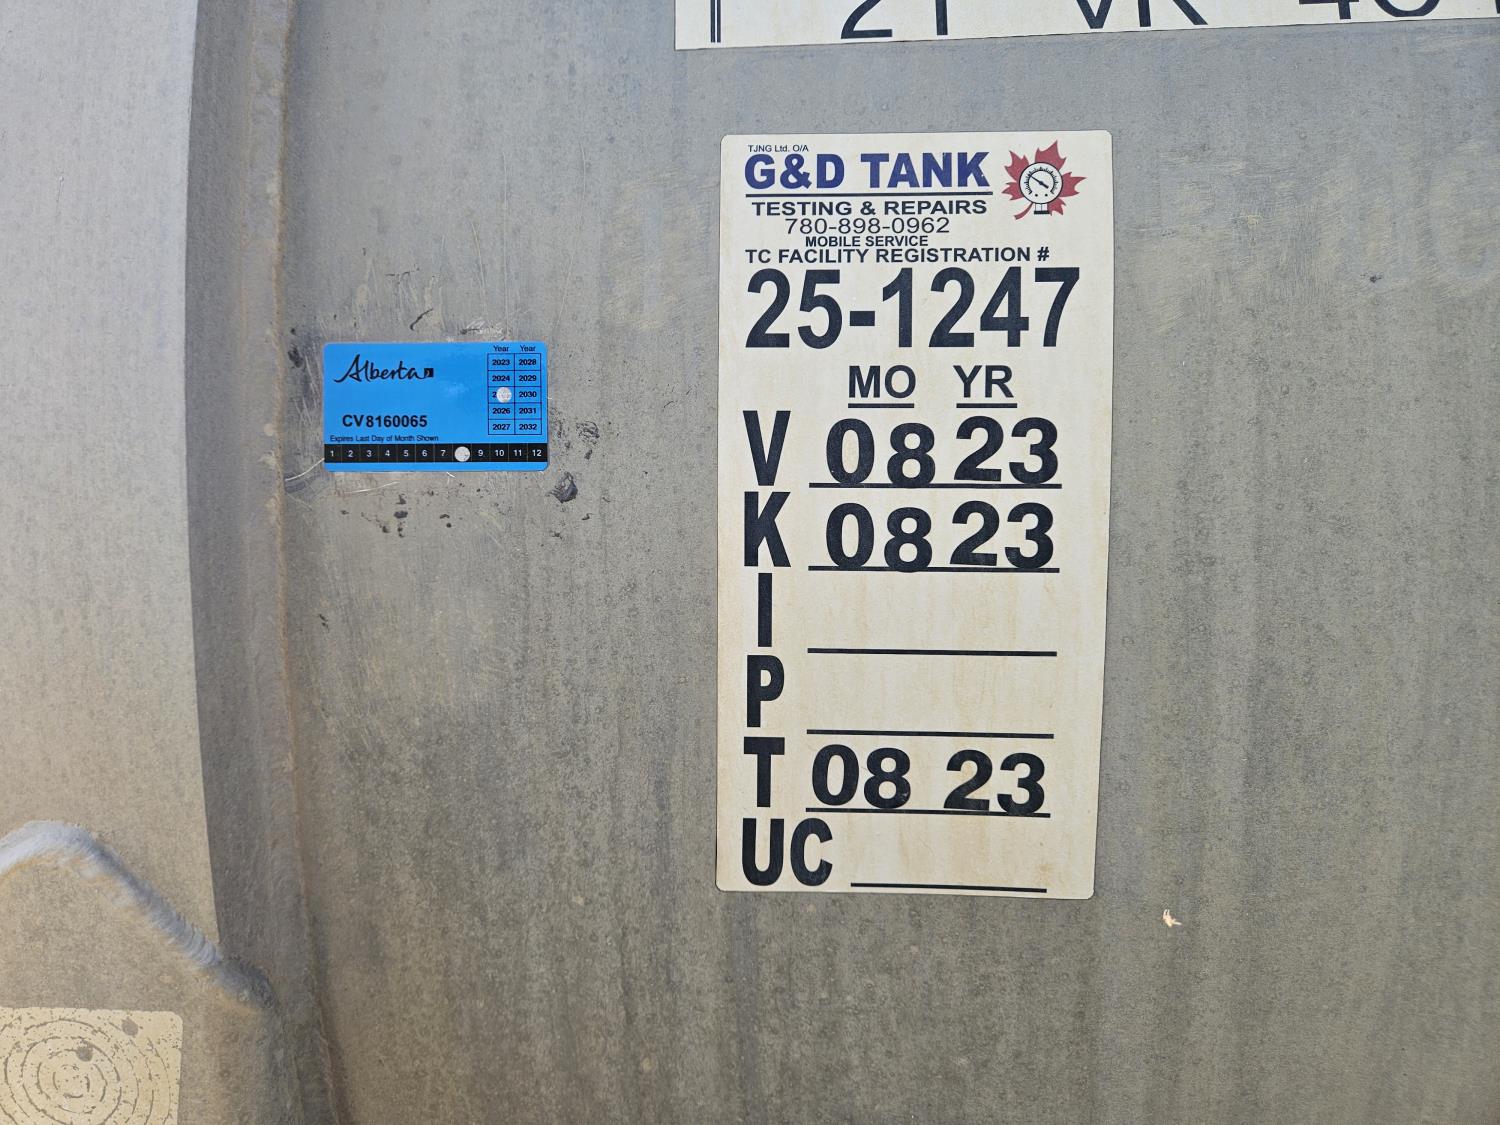 21 VK
Alberta
Year Year
2023 2028
2024 2029
2030
2026 2031
2027 2032
CV8160065
Expires Last Day of Month Shown
1 2 3 4 5 6 7 9 10 11 12
TJNG Ltd. O/A
G&D TANK
TESTING & REPAIRS
780-898-0962
MOBILE SERVICE
TC FACILITY REGISTRATION #
25-1247
MO YR
V 08 23
K 08 23
I
P
T 08 23
UC